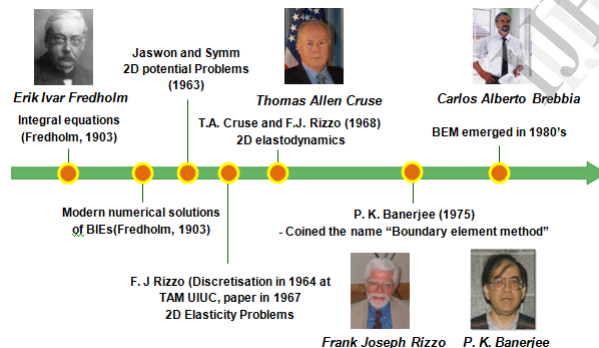 Jaswon and Symm
2D potential Problems
(1963)
Erik Ivar Fredholm
Thomas Allen Cruse
Carlos Alberto Brebbia
Integral equations
(Fredholm, 1903)
T.A. Cruse and F.J. Rizzo (1968)
2D elastodynamics
BEM emerged in 1980's
Modern numerical solutions
of BIEs(Fredholm, 1903)
P. K. Banerjee (1975)
- Coined the name “Boundary element method”
F. J Rizzo (Discretisation in 1964 at
TAM UIUC, paper in 1967
2D Elasticity Problems
Frank Joseph Rizzo
P. K. Banerjee